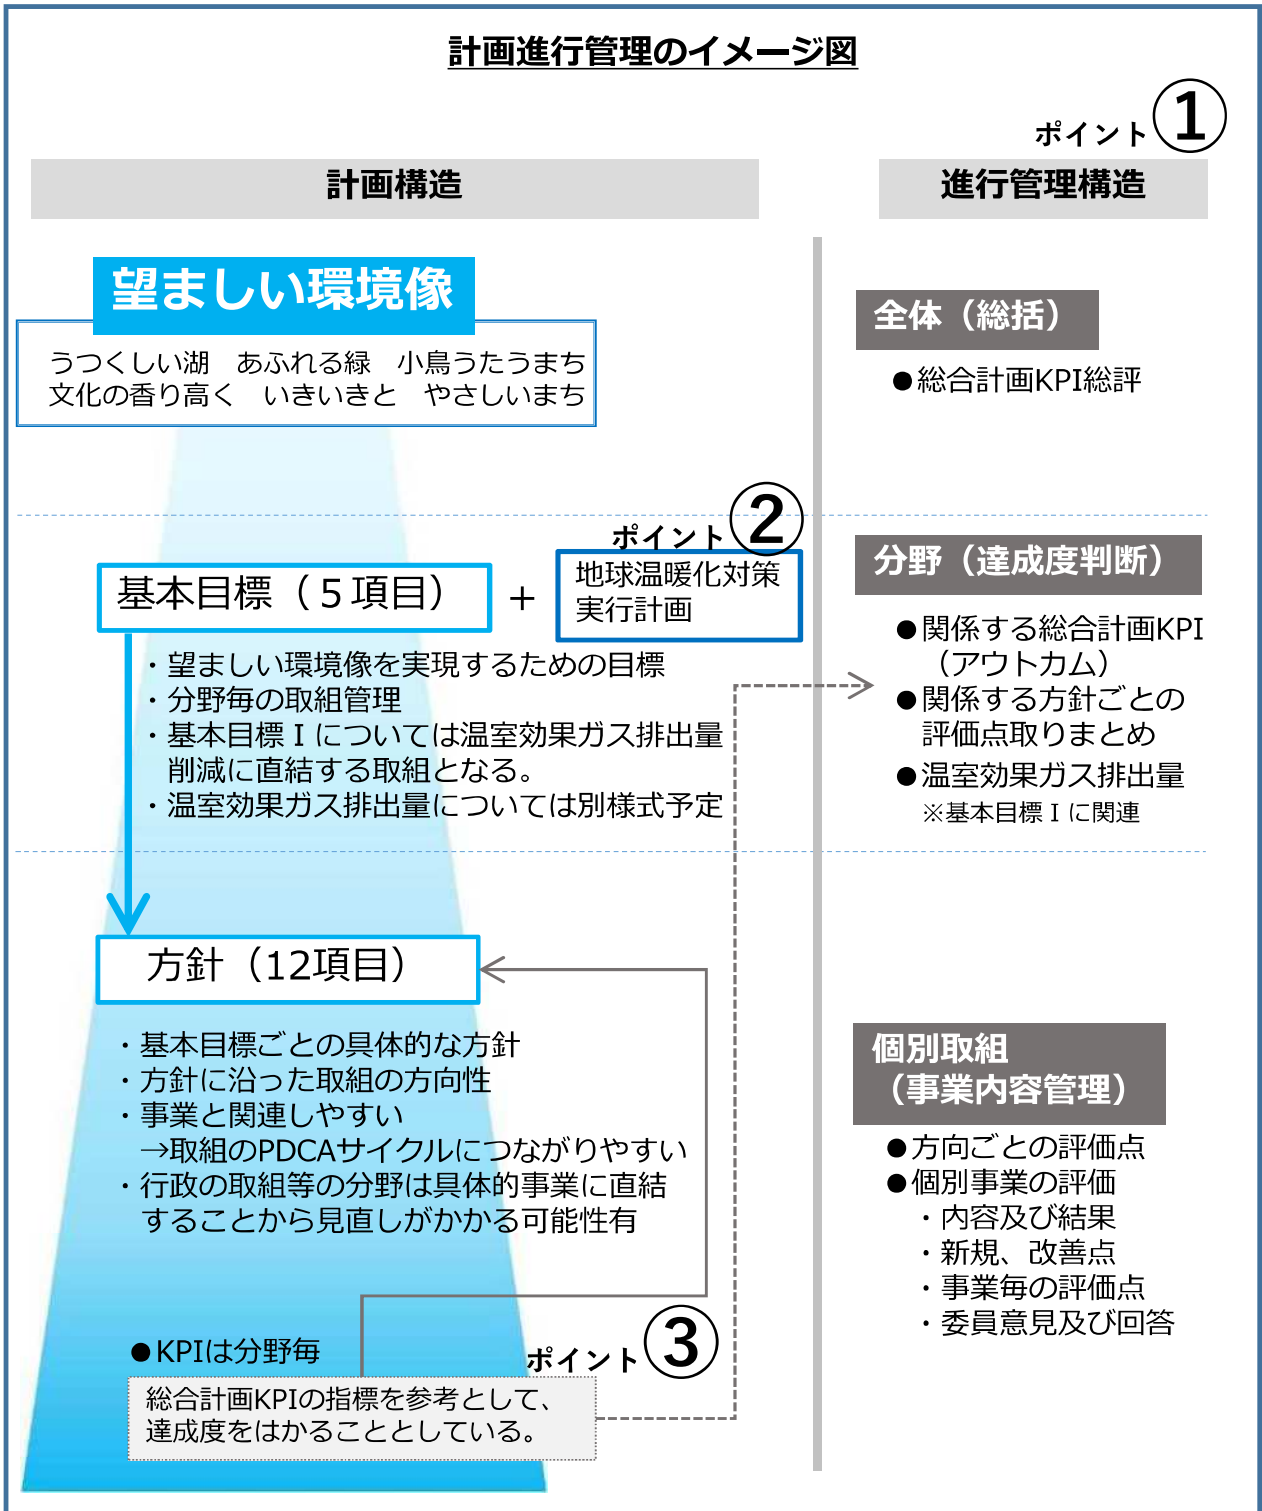 計画進行管理のイメージ図
ポイント①
計画構造
進行管理構造
望ましい環境像
うつくしい湖　あふれる緑　小鳥うたうまち
文化の香り高く　いきいきと　やさしいまち
全体（総括）
●総合計画KPI総評
ポイント②
基本目標（５項目）
+
地球温暖化対策
実行計画
・望ましい環境像を実現するための目標
・分野毎の取組管理
・基本目標Ⅰについては温室効果ガス排出量
削減に直結する取組となる。
・温室効果ガス排出量については別様式予定
分野（達成度判断）
●関係する総合計画KPI
（アウトカム）
●関係する方針ごとの
評価点取りまとめ
●温室効果ガス排出量
※基本目標Ⅰに関連
方針（12項目）
・基本目標ごとの具体的な方針
・方針に沿った取組の方向性
・事業と関連しやすい
→取組のPDCAサイクルにつながりやすい
・行政の取組等の分野は具体的事業に直結
することから見直しがかかる可能性有
個別取組
（事業内容管理）
●方向ごとの評価点
●個別事業の評価
・内容及び結果
・新規、改善点
・事業毎の評価点
・委員意見及び回答
●KPIは分野毎
ポイント③
総合計画KPIの指標を参考として、
達成度をはかることとしている。